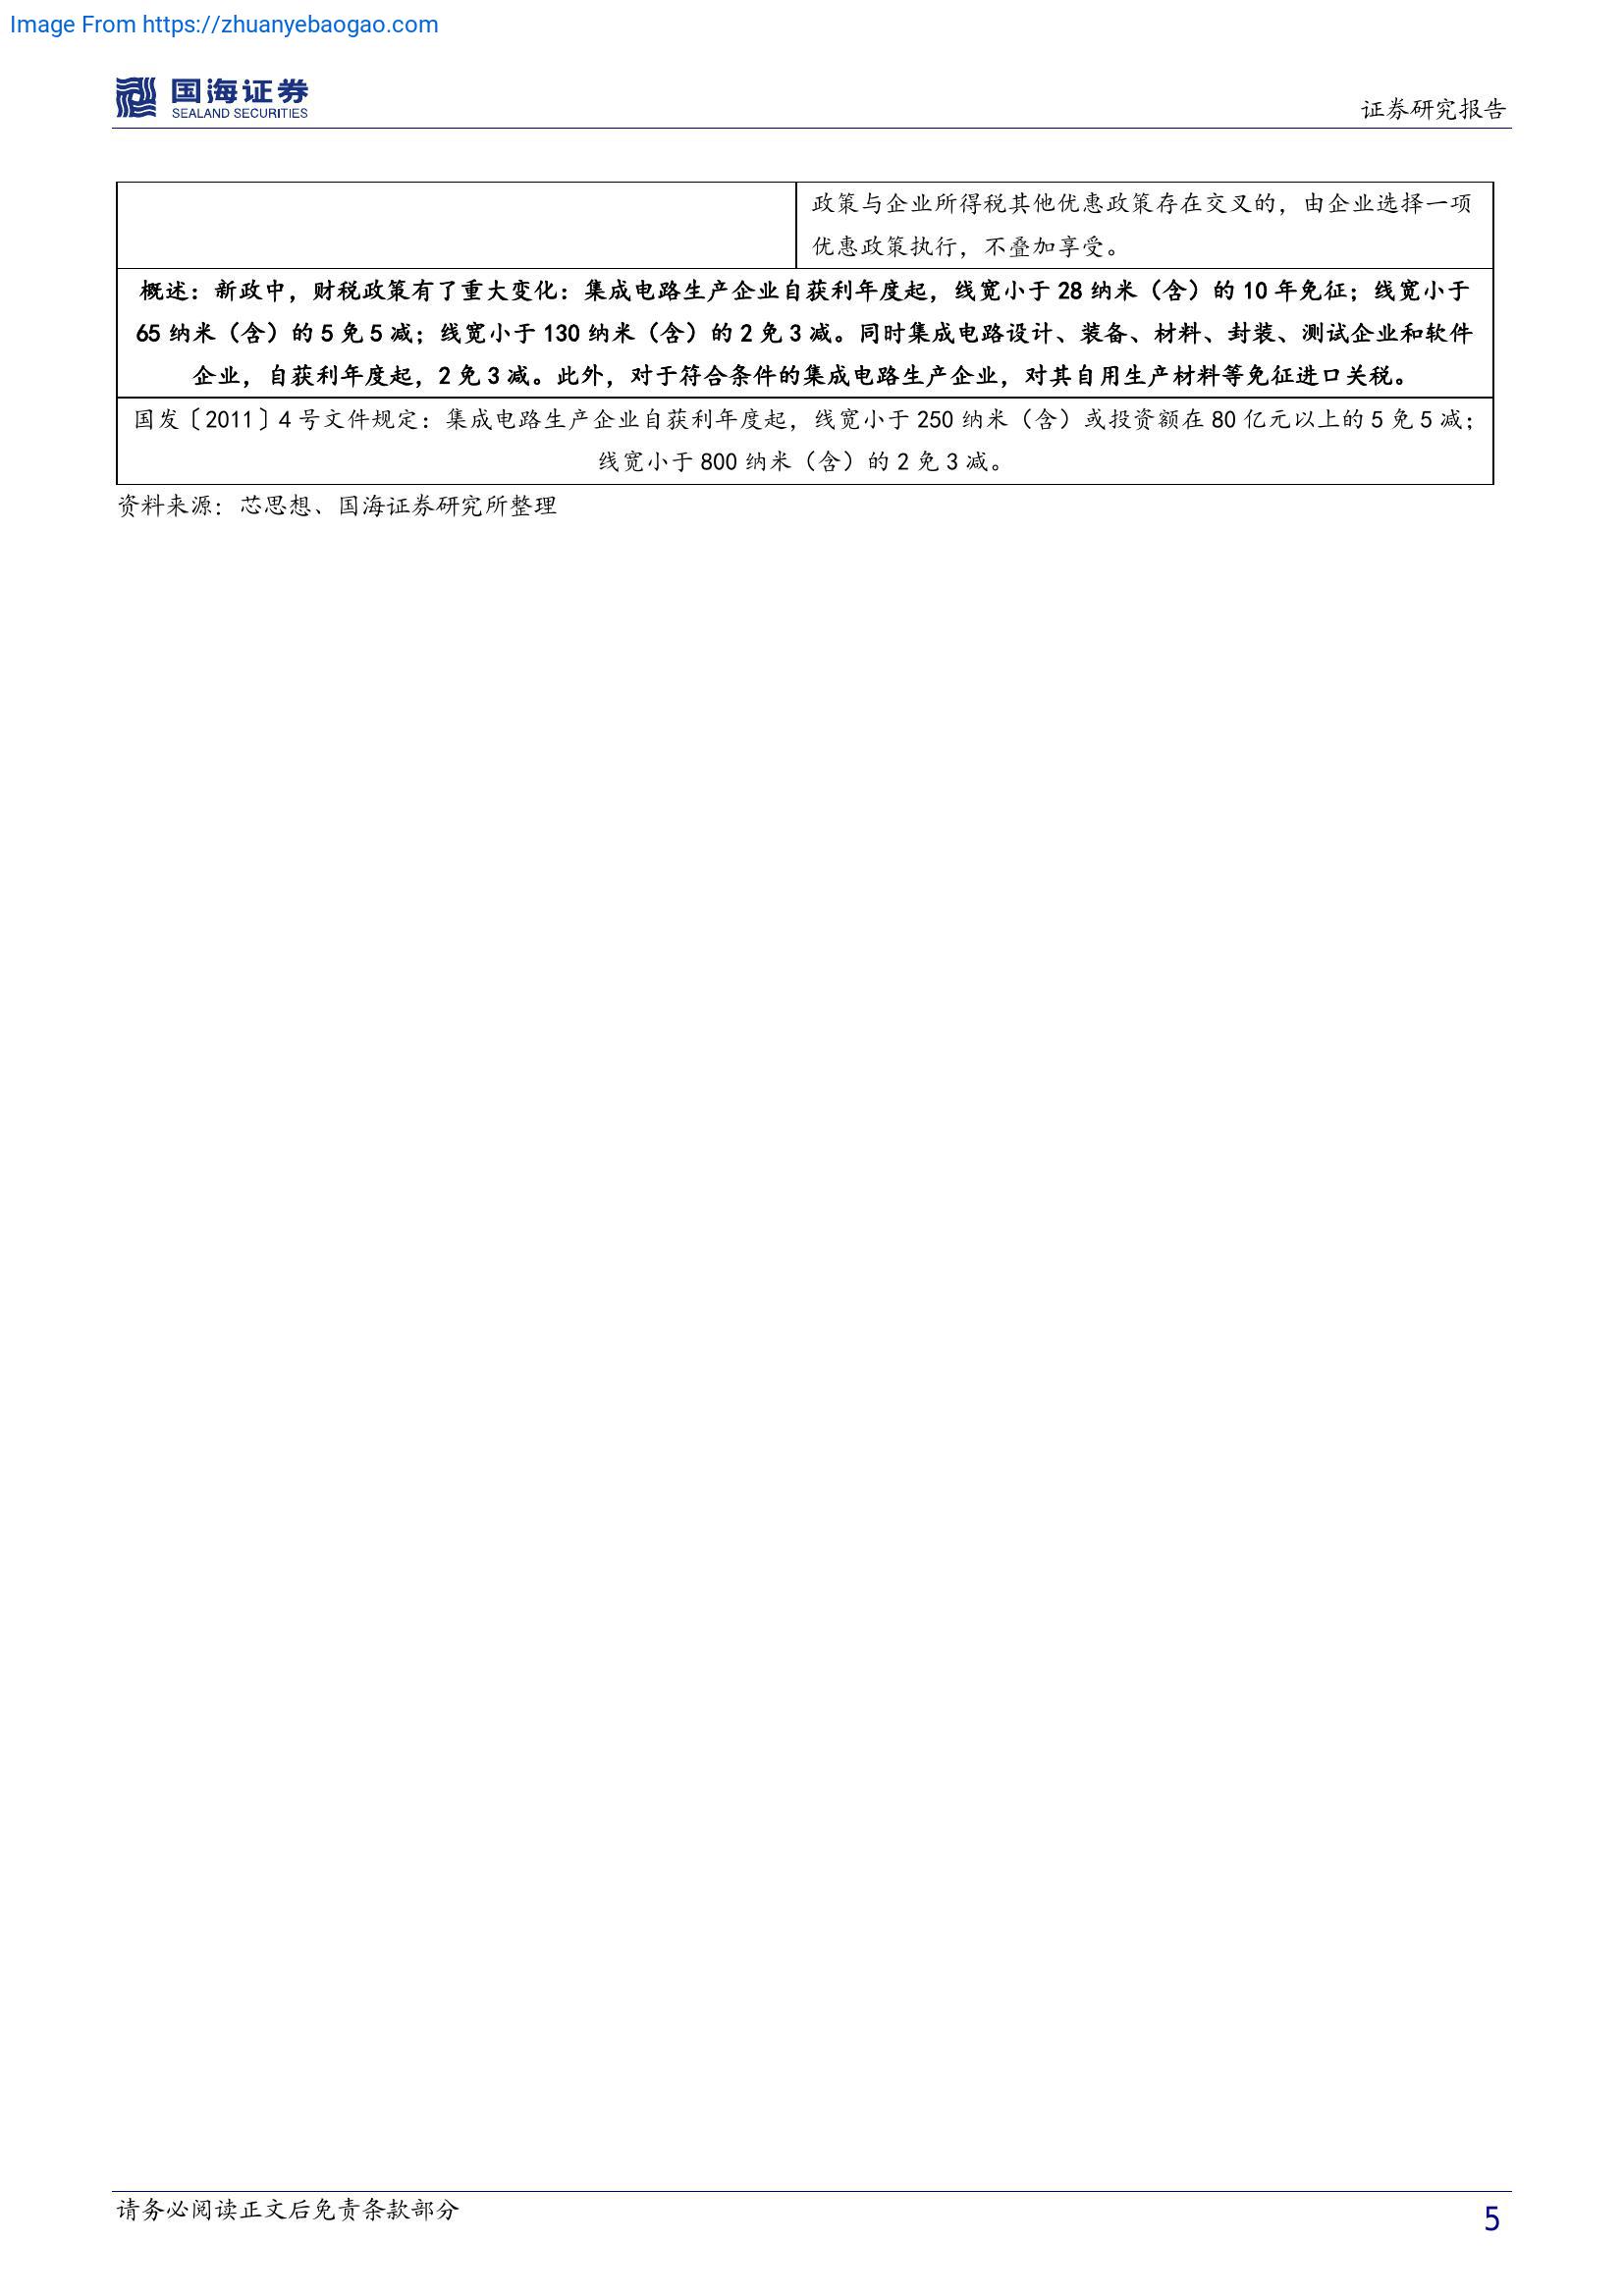 Image From https://zhuanyebaogao.com
国海证券
SEALAND SECURITIES
证券研究报告
政策与企业所得税其他优惠政策存在交叉的，由企业选择一项
优惠政策执行，不叠加享受。
概述：新政中，财税政策有了重大变化：集成电路生产企业自获利年度起，线宽小于 28 纳米（含）的 10 年免征；线宽小于
65 纳米（含）的 5 免 5 减；线宽小于 130 纳米（含）的 2 免 3 减。同时集成电路设计、装备、材料、封装、测试企业和软件
企业，自获利年度起，2 免 3 减。此外，对于符合条件的集成电路生产企业，对其自用生产材料等免征进口关税。
国发〔2011〕4 号文件规定：集成电路生产企业自获利年度起，线宽小于 250 纳米（含）或投资额在 80 亿元以上的 5 免 5 减；
线宽小于 800 纳米（含）的 2 免 3 减。
资料来源：芯思想、国海证券研究所整理
请务必阅读正文后免责条款部分
5